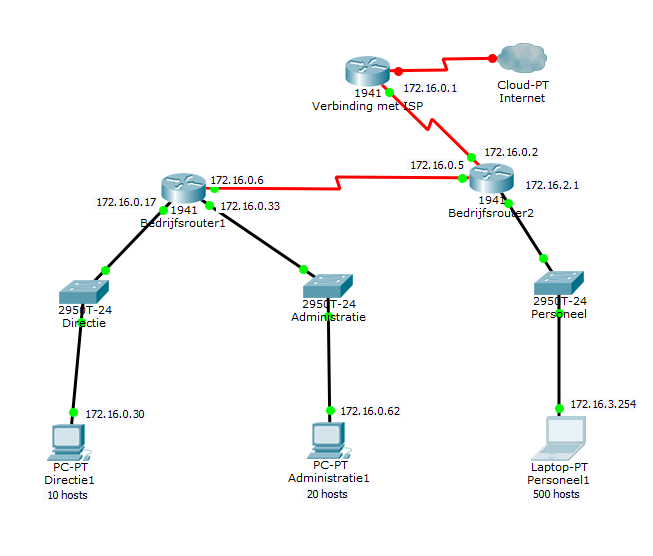 1941
Verbinding met ISP
172.16.0.1
Cloud-PT
Internet
172.16.0.2
172.16.0.5
1941
Bedrijfsrouter2
172.16.2.1
172.16.0.6
172.16.0.17
172.16.0.33
1941
Bedrijfsrouter1
2950T-24
Directie
2950T-24
Administratie
2950T-24
Personeel
172.16.0.30
172.16.0.62
172.16.3.254
PC-PT
Directie1
10 hosts
PC-PT
Administratie1
20 hosts
Laptop-PT
Personeel1
500 hosts